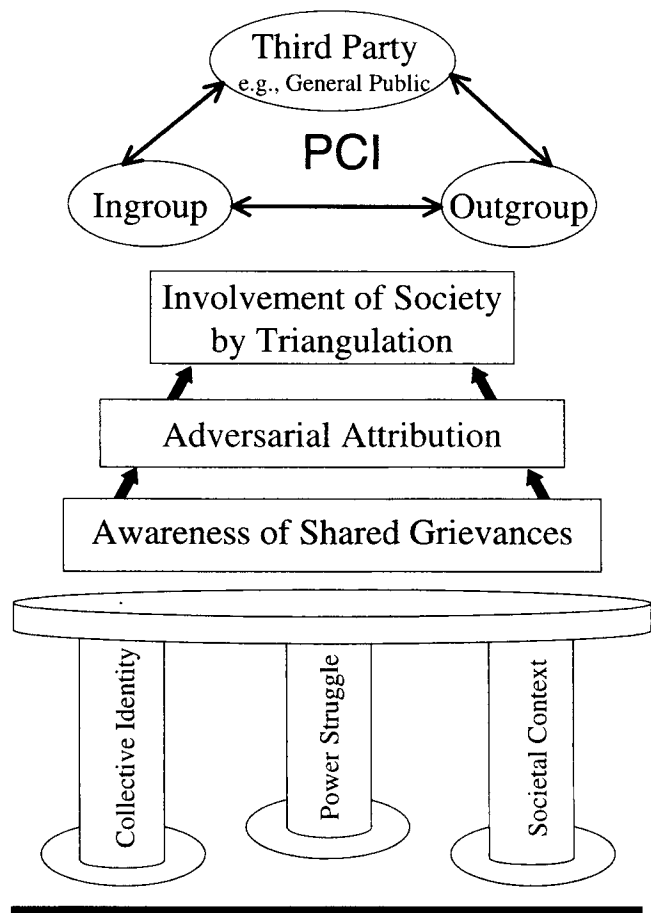 Third Party
e.g., General Public
PCI
Ingroup
Outgroup
Involvement of Society
by Triangulation
Adversarial Attribution
Awareness of Shared Grievances
Collective Identity
Power Struggle
Societal Context